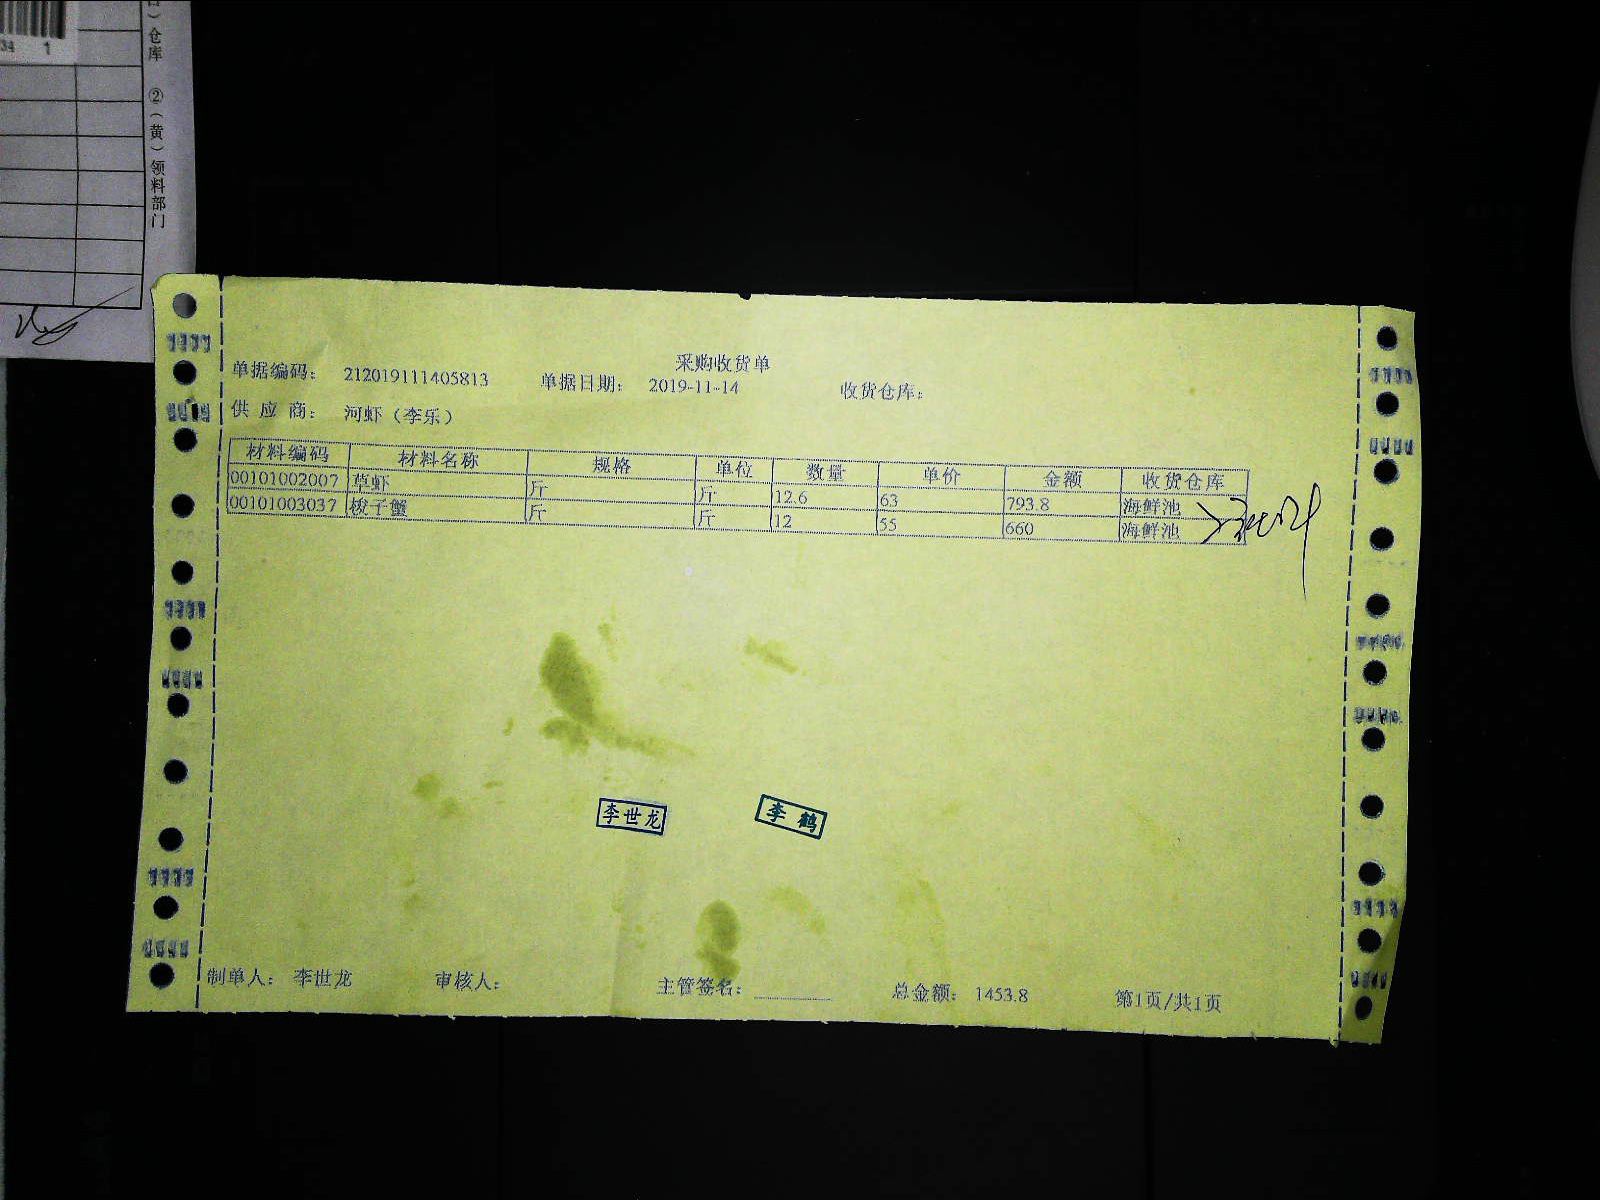 34 1
口）仓库 ②（黄）领料部门
采购收货单
单据编码： 212019111405813 单据日期： 2019-11-14 收货仓库：
供 应 商： 河虾（李乐）
材料编码 材料名称 规格 单位 数量 单价 金额 收货仓库
00101002007 草虾 斤 斤 12.6 63 793.8 海鲜池
00101003037 梭子蟹 斤 斤 12 55 660 海鲜池
李世龙 李鹤
制单人： 李世龙 审核人： 主管签名： 总金额： 1453.8 第1页/共1页